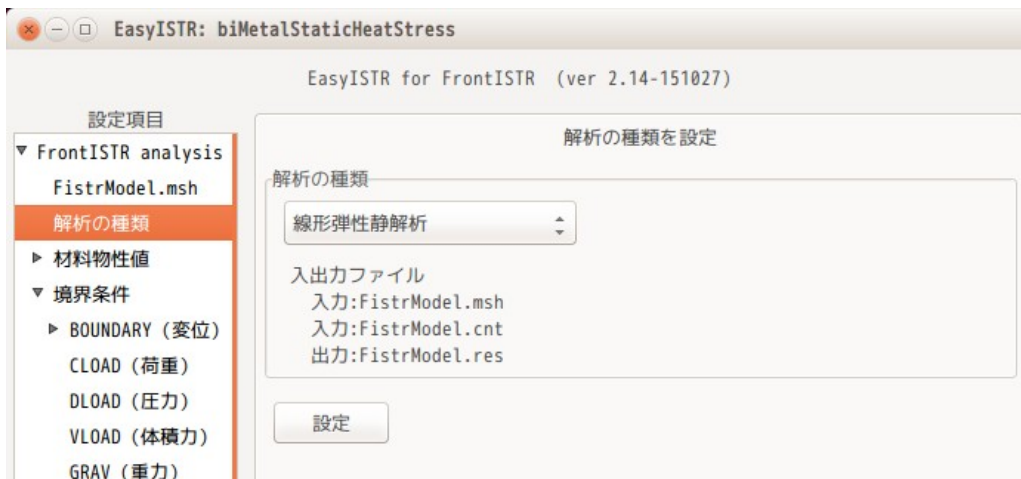 EasyISTR: biMetalStaticHeatStress
EasyISTR for FrontISTR (ver 2.14-151027)
設定項目
FrontISTR analysis
FistrModel.msh
解析の種類
材料物性値
境界条件
BOUNDARY (変位)
CLOAD (荷重)
DLOAD (圧力)
VLOAD (体積力)
GRAV (重力)
解析の種類を設定
解析の種類
線形弾性静解析
入出力ファイル
入力:FistrModel.msh
入力:FistrModel.cnt
出力:FistrModel.res
設定